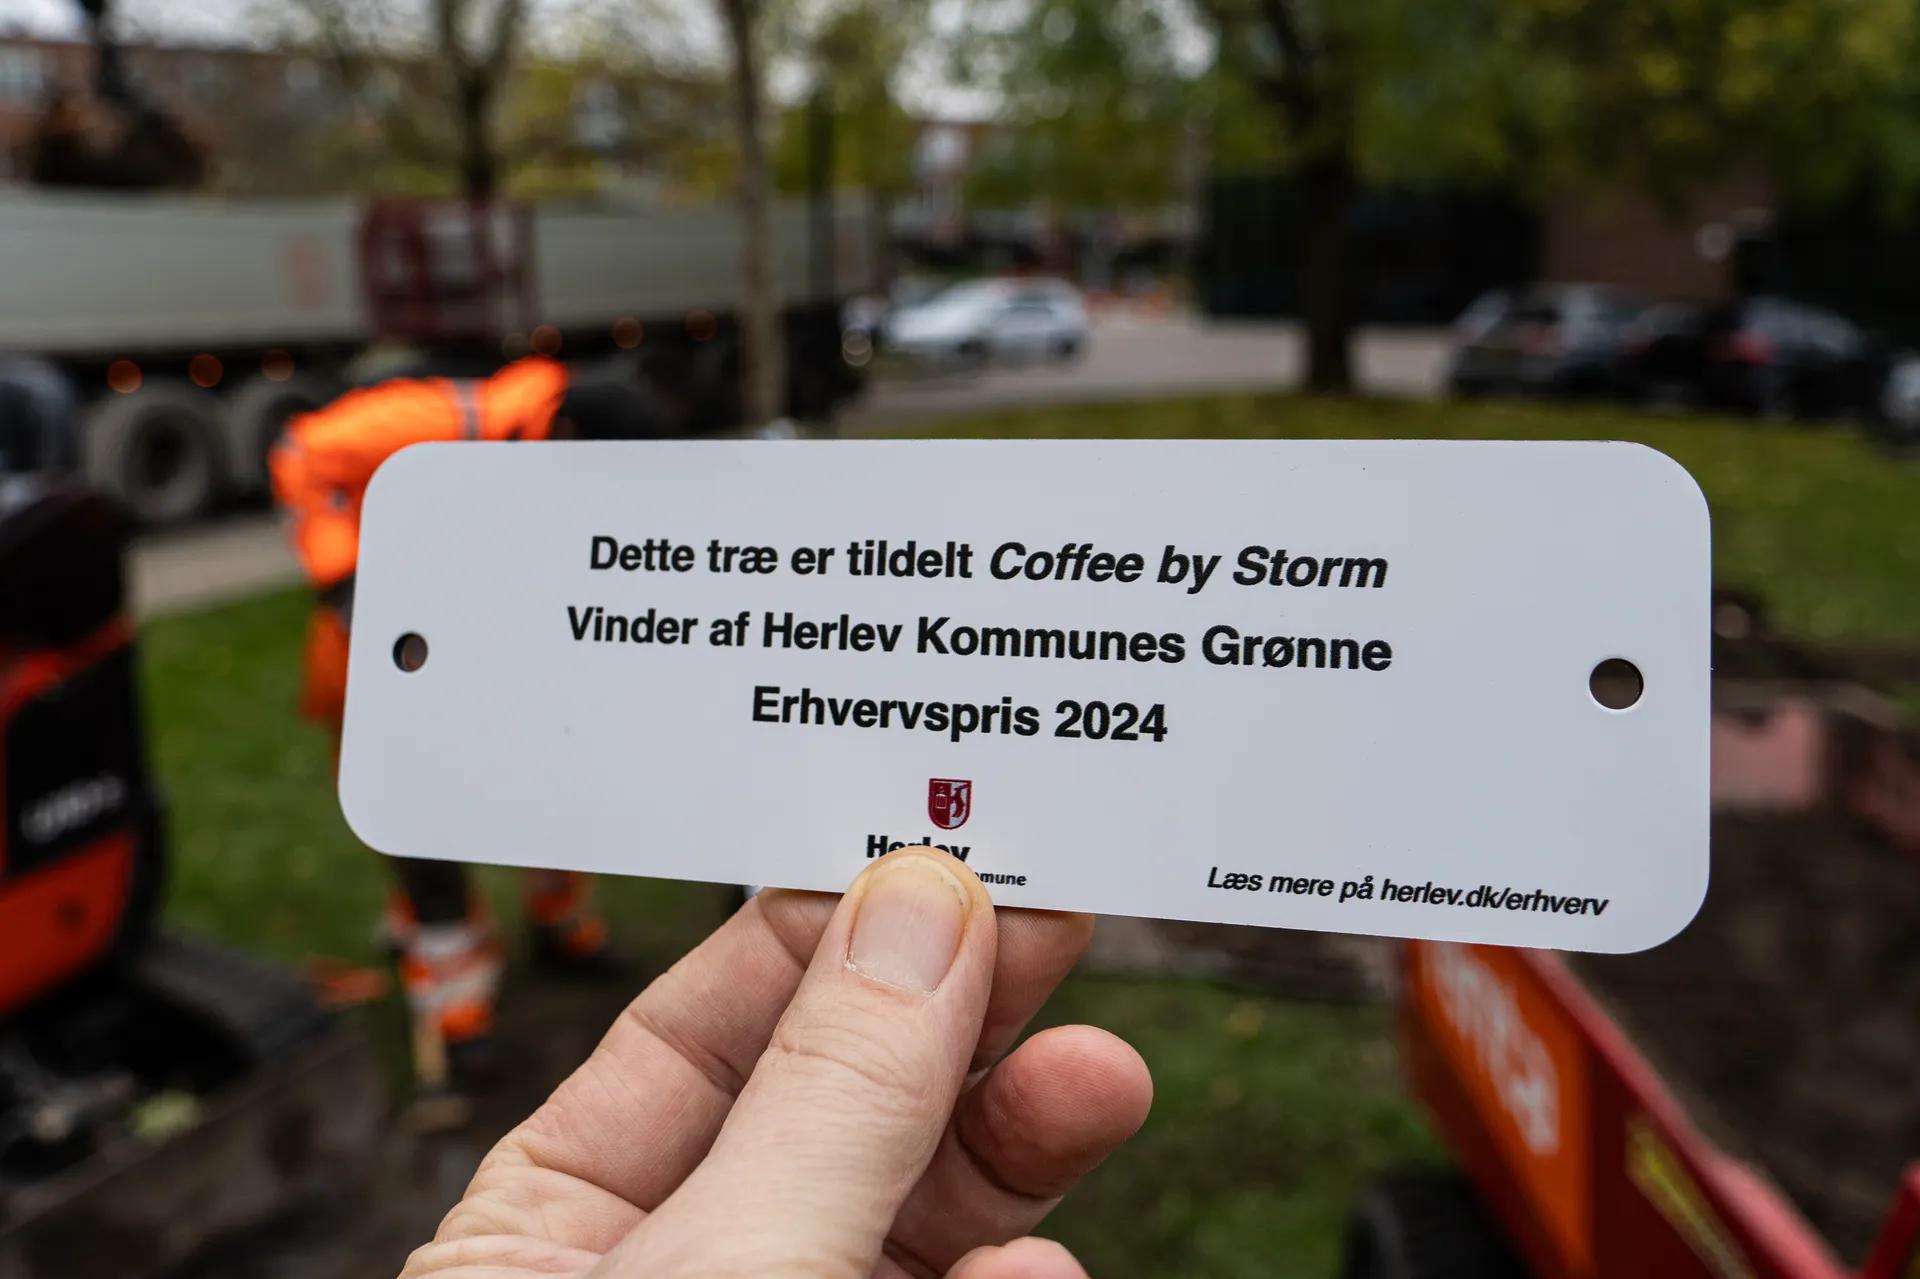 Dette træ er tildelt Coffee by Storm
Vinder af Herlev Kommunes Grønne
Erhvervspris 2024
Herlev
Læs mere på herlev.dk/erhverv